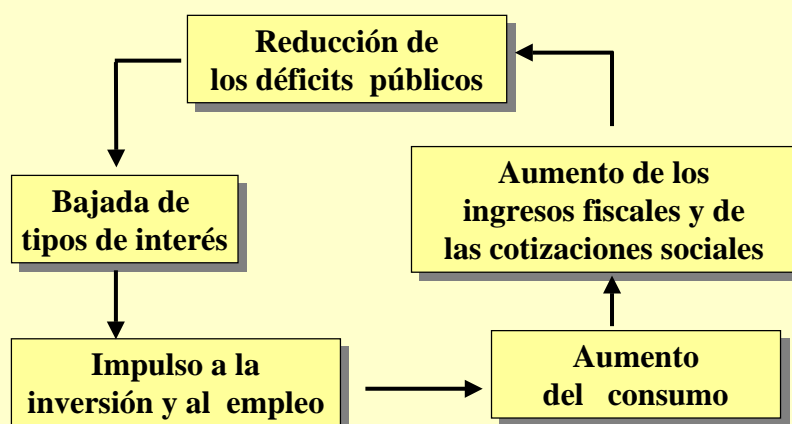 Reducción de
los déficits públicos
Bajada de
tipos de interés
Impulso a la
inversión y al empleo
Aumento
del consumo
Aumento de los
ingresos fiscales y de
las cotizaciones sociales